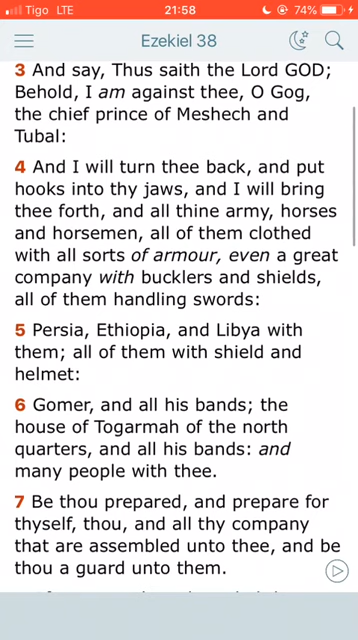 Tigo LTE 21:58 74%
Ezekiel 38
3 And say, Thus saith the Lord GOD;
Behold, I am against thee, O Gog,
the chief prince of Meshech and
Tubal:
4 And I will turn thee back, and put
hooks into thy jaws, and I will bring
thee forth, and all thine army, horses
and horsemen, all of them clothed
with all sorts of armour, even a great
company with bucklers and shields,
all of them handling swords:
5 Persia, Ethiopia, and Libya with
them; all of them with shield and
helmet:
6 Gomer, and all his bands; the
house of Togarmah of the north
quarters, and all his bands: and
many people with thee.
7 Be thou prepared, and prepare for
thyself, thou, and all thy company
that are assembled unto thee, and be
thou a guard unto them.